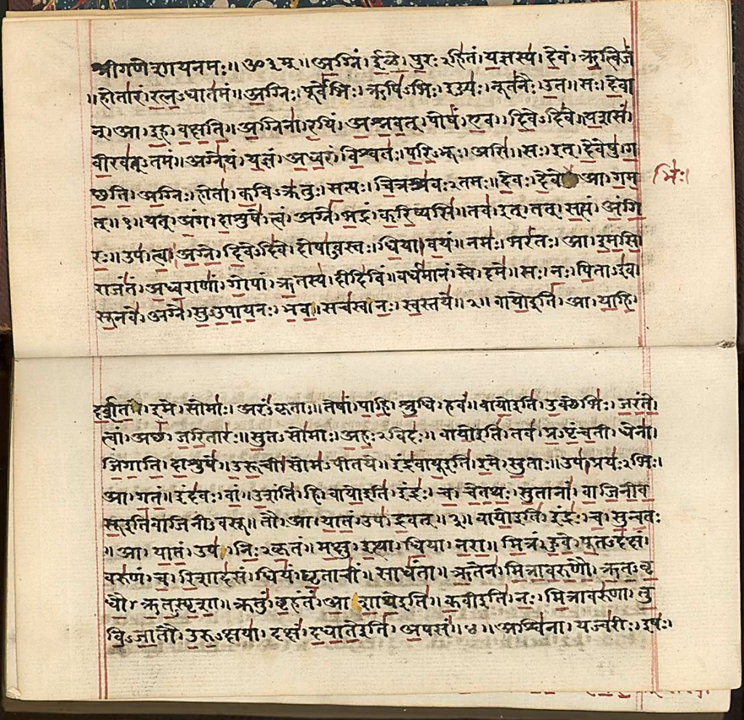 श्रीगणेशायनमः॥ॐ३म्॥अग्निं।ईळे।पुरःऽहितं।यज्ञस्य।देवं।ऋत्विजं
॥होतारं।रत्नऽधातमं॥अग्निः।पूर्वेभिः।ऋषिऽभिः।ईड्यः।नूतनैः।उत॥सः।देवा
न्।आ।इह।वक्षति॥अग्निना।रयिं।अश्नवत्।पोषं।एव।दिवेऽदिवे॥यशसं
वीरवत्ऽतमं॥अग्ने।यं।यज्ञं।अध्वरं।विश्वतः।परिऽभूः।असि॥सः।इत्।देवेषु।ग
च्छति।अग्निः।होता।कविऽक्रतुः।सत्यः।चित्रश्रवःऽतमः॥देवः।देवे।आ।गम भिः।
त्॥१॥यत्।अंग।दाशुषे।त्वं।अग्ने।भद्रं।करिष्यसि॥तव।इत्।तत्।सत्यं।अंगि
रः॥उप।त्वा।अग्ने।दिवेऽदिवे।दोषाऽवस्तः।धिया।वयं॥नमः।भरंतः।आ।इमसि॥
राजंतं।अध्वराणां।गोपां।ऋतस्य।दीदिविं॥वर्धमानं।स्वे।दमे॥सः।नः।पिताऽइव।
सूनवे।अग्ने।सुऽउपायनः।भव॥सचस्व।नः।स्वस्तये॥२॥वायोइति।आ।याहि।
दर्शत।इमे।सोमाः।अरंऽकृताः॥तेषां।पाहि।श्रुधि।हवं॥वायोइति।उक्थेभिः।जरंते।
त्वां।अच्छ।जरितारः॥सुतऽसोमाः।अहःऽविदः॥वायोइति।तव।प्रऽपृंचती।धेना।
जिगाति।दाशुषे॥उरूची।सोमऽपीतये॥इंद्रवायूइति।इमे।सुताः॥उप।प्रयःऽभिः।
आ।गतं॥इंदवः।वां।उशंति।हि॥वायोइति।इंद्रः।च।चेतथः।सुतानां।वाजिनीव
सूइतिवाजिनीऽवसू॥तौ।आ।यातं।उप।द्रवत्॥३॥वायोइति।इंद्रः।च।सुन्वतः
॥आ।यातं।उप।निःऽकृतं॥मक्षु।इत्था।धिया।नरा॥मित्रं।हुवे।पूतऽदक्षं।
वरुणं।च।रिशादसं॥धियं।घृताचीं।साधंता॥ऋतेन।मित्रावरुणौ।ऋतऽवृ
धौ।ऋतऽस्पृशा॥क्रतुं।बृहंतं।आशाथेइति॥कवीइति।नः।मित्रावरुणा।तु
विऽजातौ।उरुऽक्षया॥दक्षं।दधातेइति।अपसं॥४॥अश्विना।यज्वरीः।इषः।